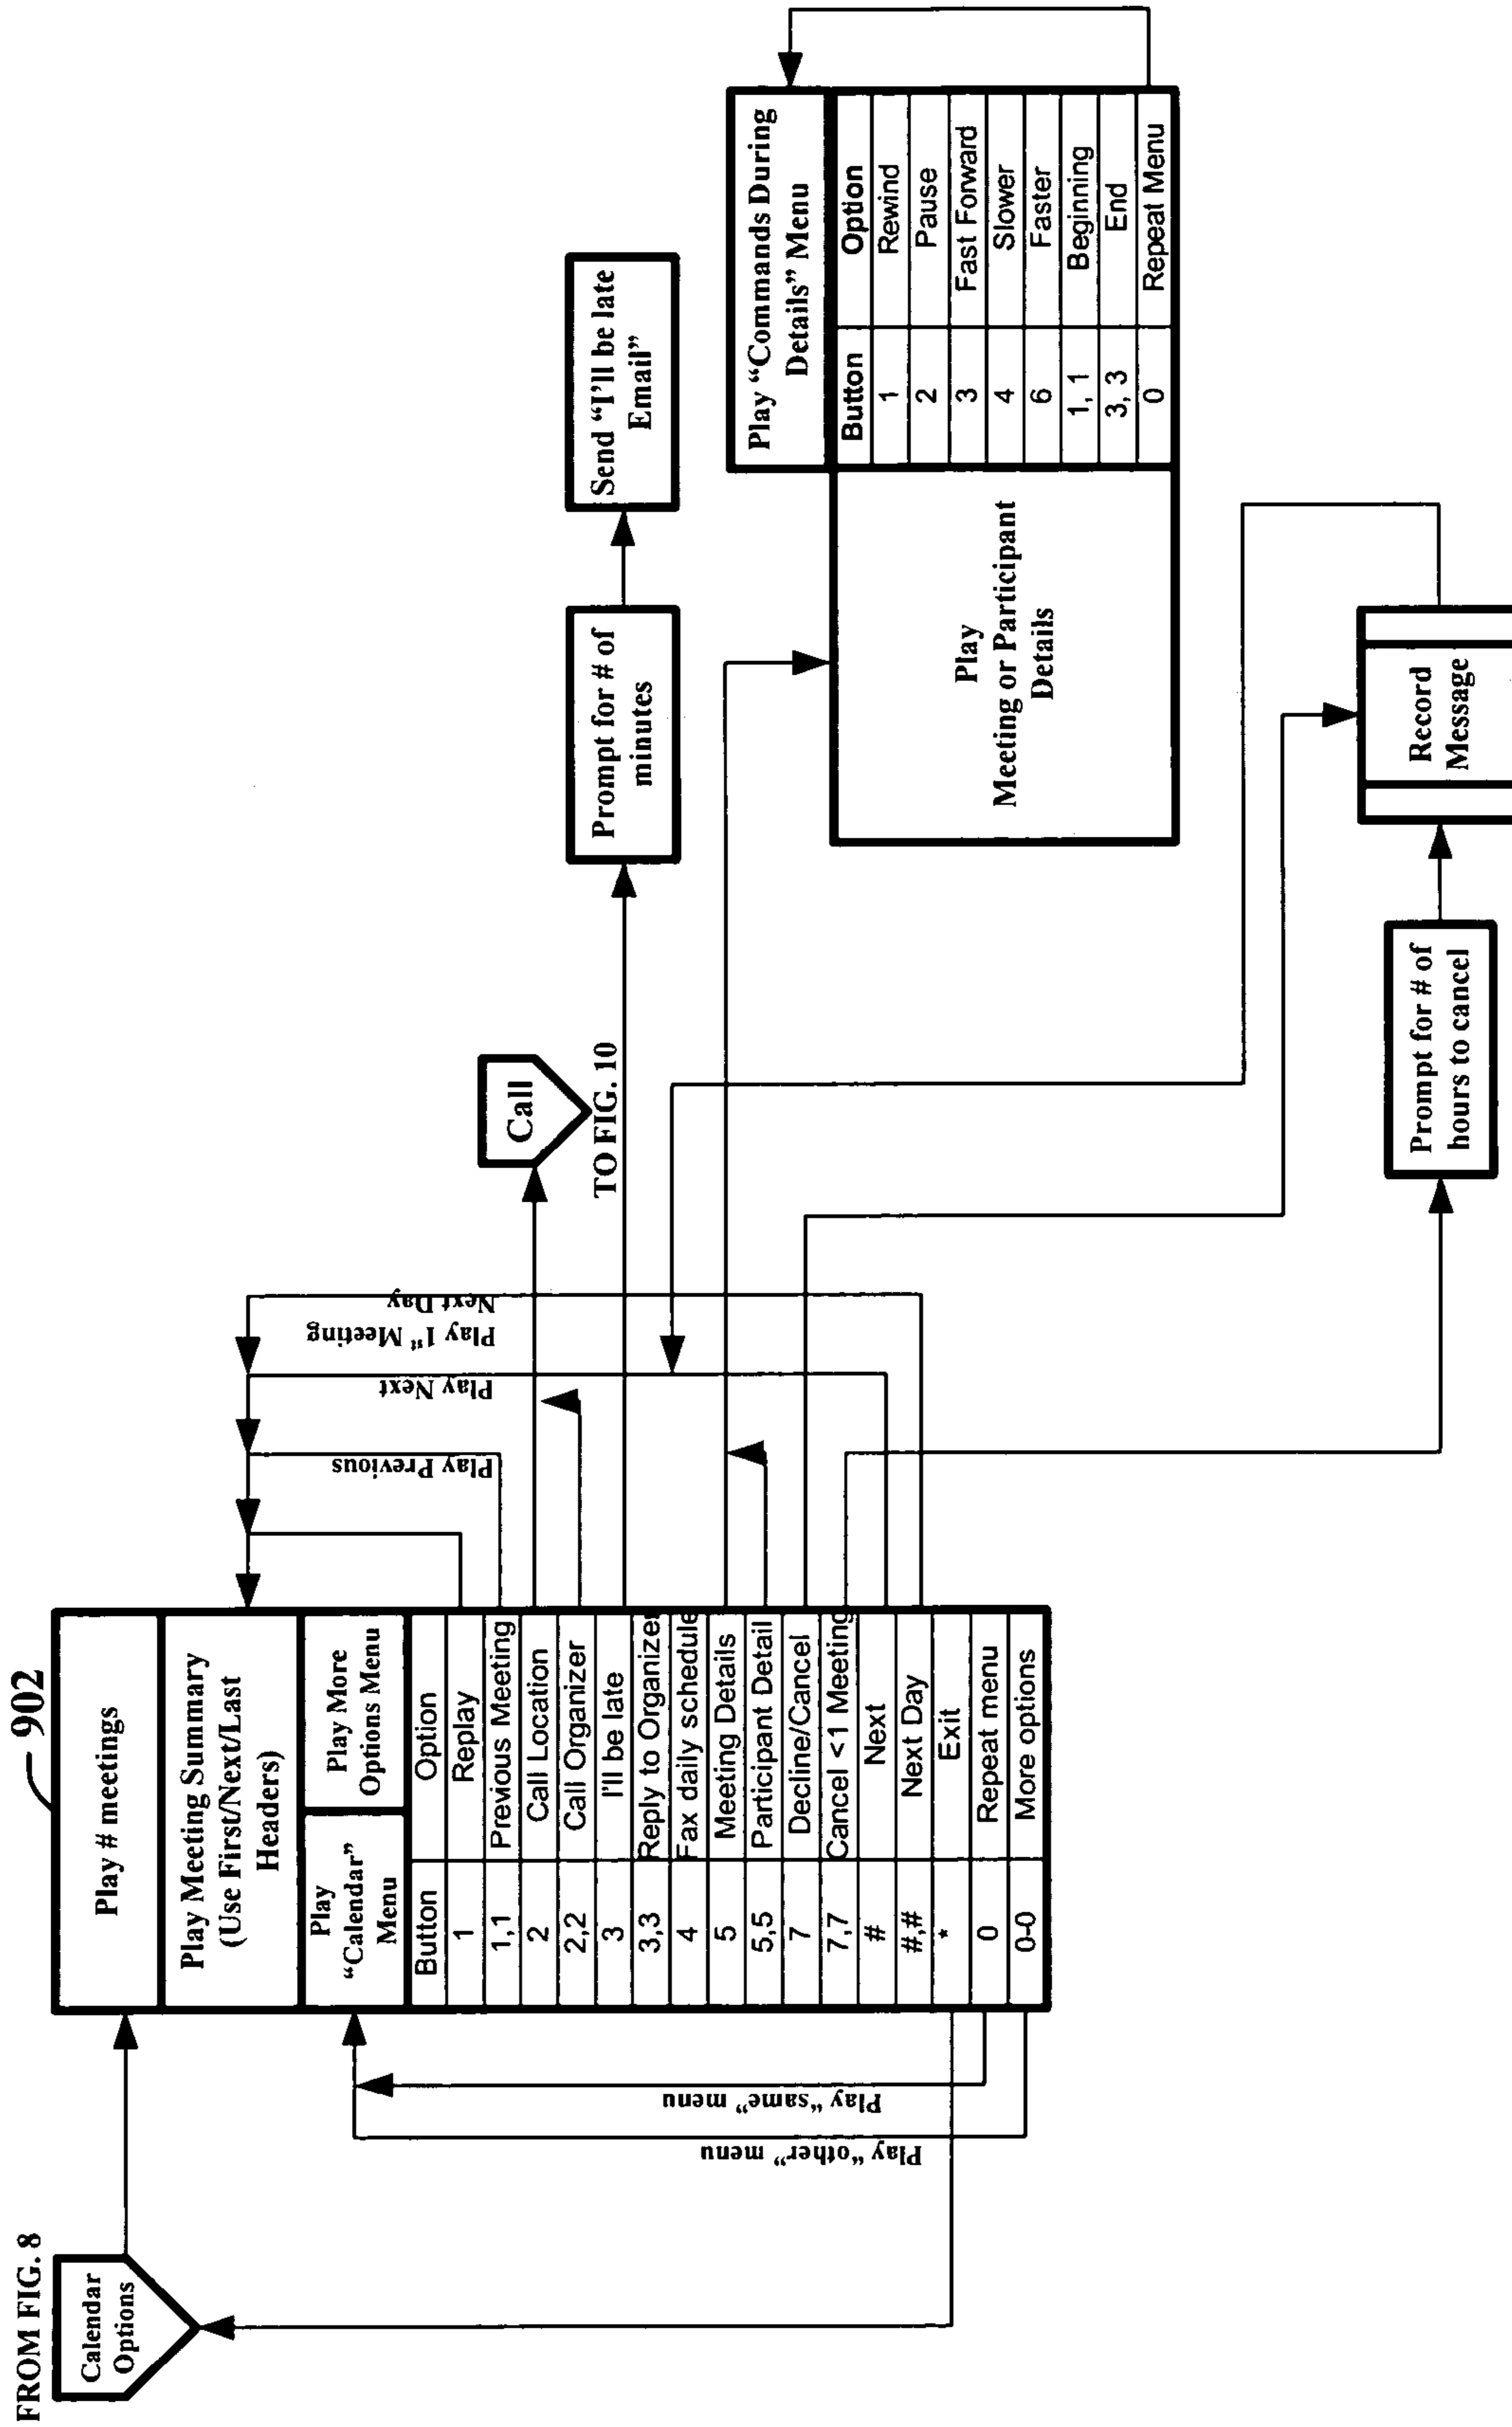 FROM FIG. 8
Calendar
Options
902
Play # meetings
Play Meeting Summary
(Use First/Next/Last
Headers)
Play
“Calendar”
Menu
Play More
Options Menu
Button Option
1 Replay
1,1 Previous Meeting
2 Call Location
2,2 Call Organizer
3 I'll be late
3,3 Reply to Organizer
4 Fax daily schedule
5 Meeting Details
5,5 Participant Detail
7 Decline/Cancel
7,7 Cancel <1 Meeting
# Next
#,# Next Day
* Exit
0 Repeat menu
0-0 More options
Play “same” menu
Play “other” menu
Play Previous
Play Next
Play 1st Meeting
Next Day
Call
TO FIG. 10
Prompt for # of
minutes
Send “I'll be late
Email”
Play “Commands During
Details” Menu
Play
Meeting or Participant
Details
Button Option
1 Rewind
2 Pause
3 Fast Forward
4 Slower
6 Faster
1, 1 Beginning
3, 3 End
0 Repeat Menu
Prompt for # of
hours to cancel
Record
Message